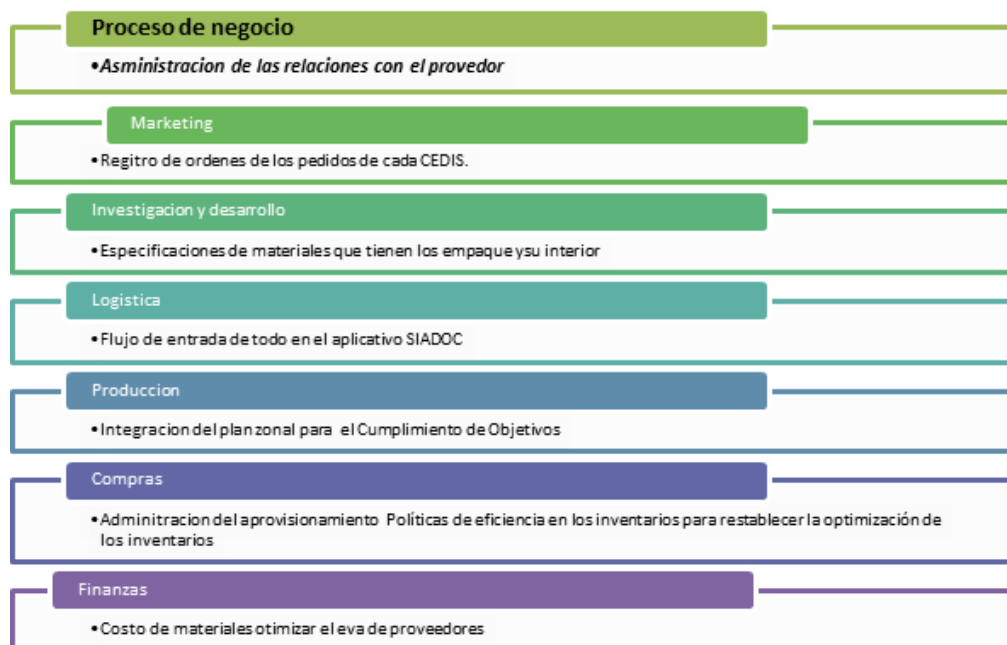 Proceso de negocio
•Asministracion de las relaciones con el provedor
Marketing
•Regitro de ordenes de los pedidos de cada CEDIS.
Investigacion y desarrollo
•Especificaciones de materiales que tienen los empaque ysu interior
Logistica
•Flujo de entrada de todo en el aplicativo SIADOC
Produccion
•Integracion del plan zonal para el Cumplimiento de Objetivos
Compras
•Adminitracion del aprovisionamiento Políticas de eficiencia en los inventarios para restablecer la optimización de
los inventarios
Finanzas
•Costo de materiales otimizar el eva de proveedores